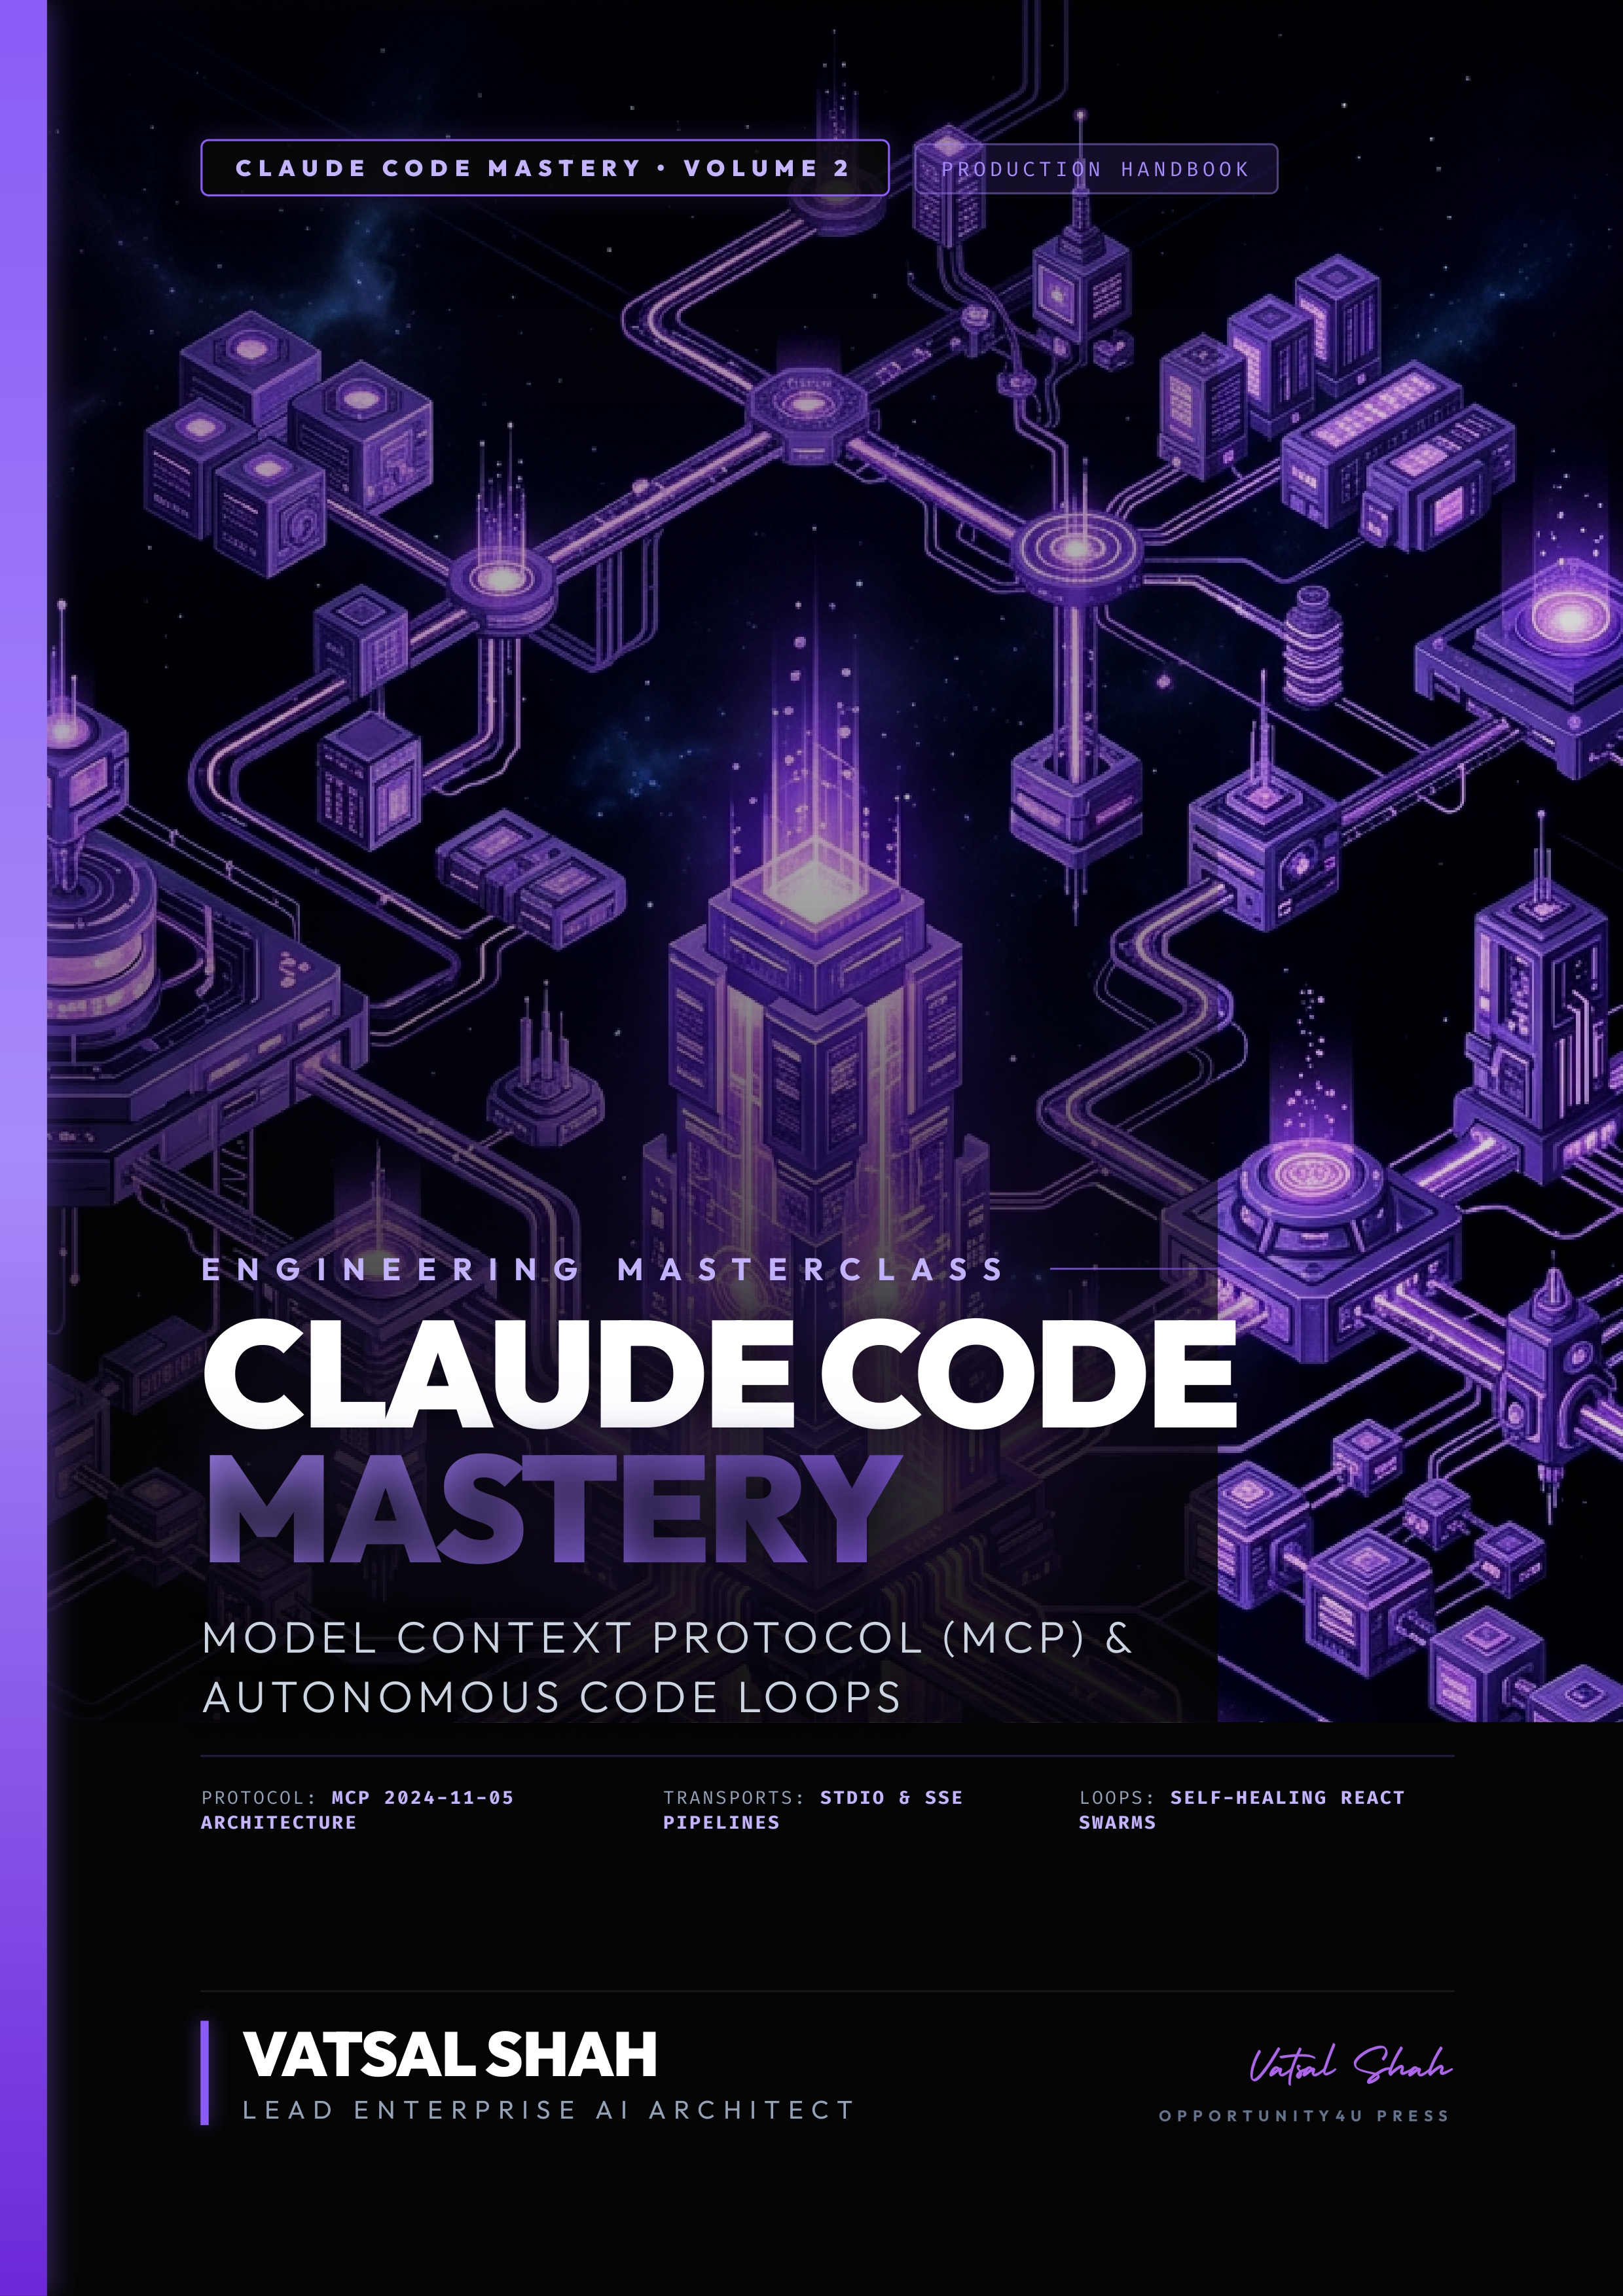 CLAUDE CODE MASTERY • VOLUME 2
PRODUCTION HANDBOOK
ENGINEERING MASTERCLASS
CLAUDE CODE
MASTERY
MODEL CONTEXT PROTOCOL (MCP) &
AUTONOMOUS CODE LOOPS
PROTOCOL: MCP 2024-11-05
ARCHITECTURE
TRANSPORTS: STDIO & SSE
PIPELINES
LOOPS: SELF-HEALING REACT
SWARMS
VATSAL SHAH
LEAD ENTERPRISE AI ARCHITECT
Vatsal Shah
OPPORTUNITY4U PRESS